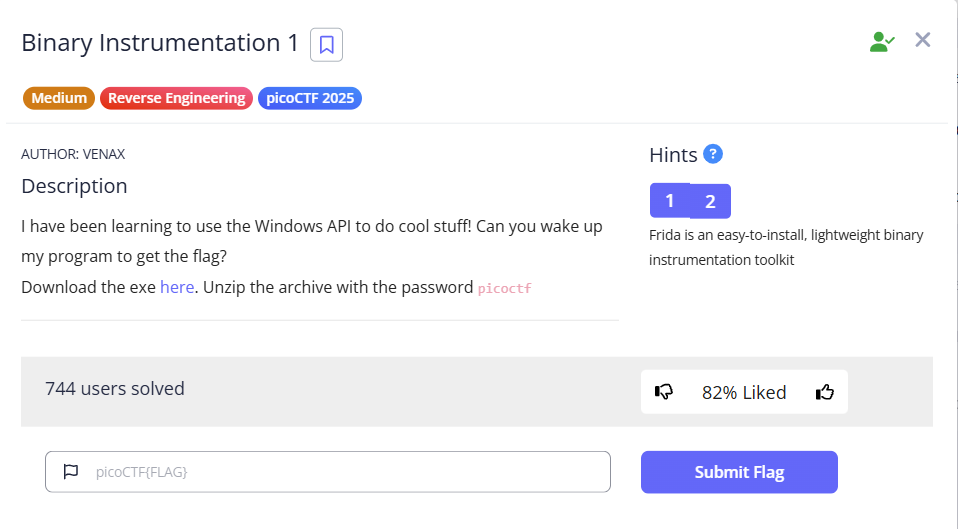 Binary Instrumentation 1
Medium Reverse Engineering picoCTF 2025
AUTHOR: VENAX
Description
I have been learning to use the Windows API to do cool stuff! Can you wake up
my program to get the flag?
Download the exe here. Unzip the archive with the password picoctf
Hints ?
1 2
Frida is an easy-to-install, lightweight binary
instrumentation toolkit
744 users solved
82% Liked
picoCTF{FLAG}
Submit Flag